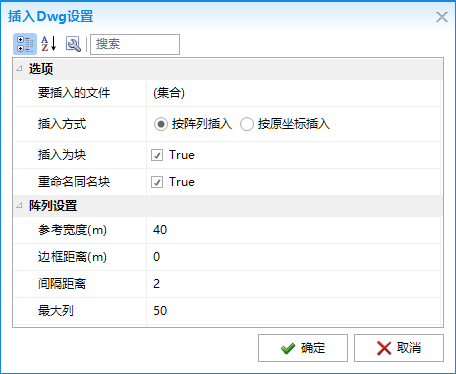 插入Dwg设置
搜索
选项
要插入的文件 (集合)
插入方式 按阵列插入 按原坐标插入
插入为块 True
重命名同名块 True
阵列设置
参考宽度(m) 40
边框距离(m) 0
间隔距离 2
最大列 50
确定 取消